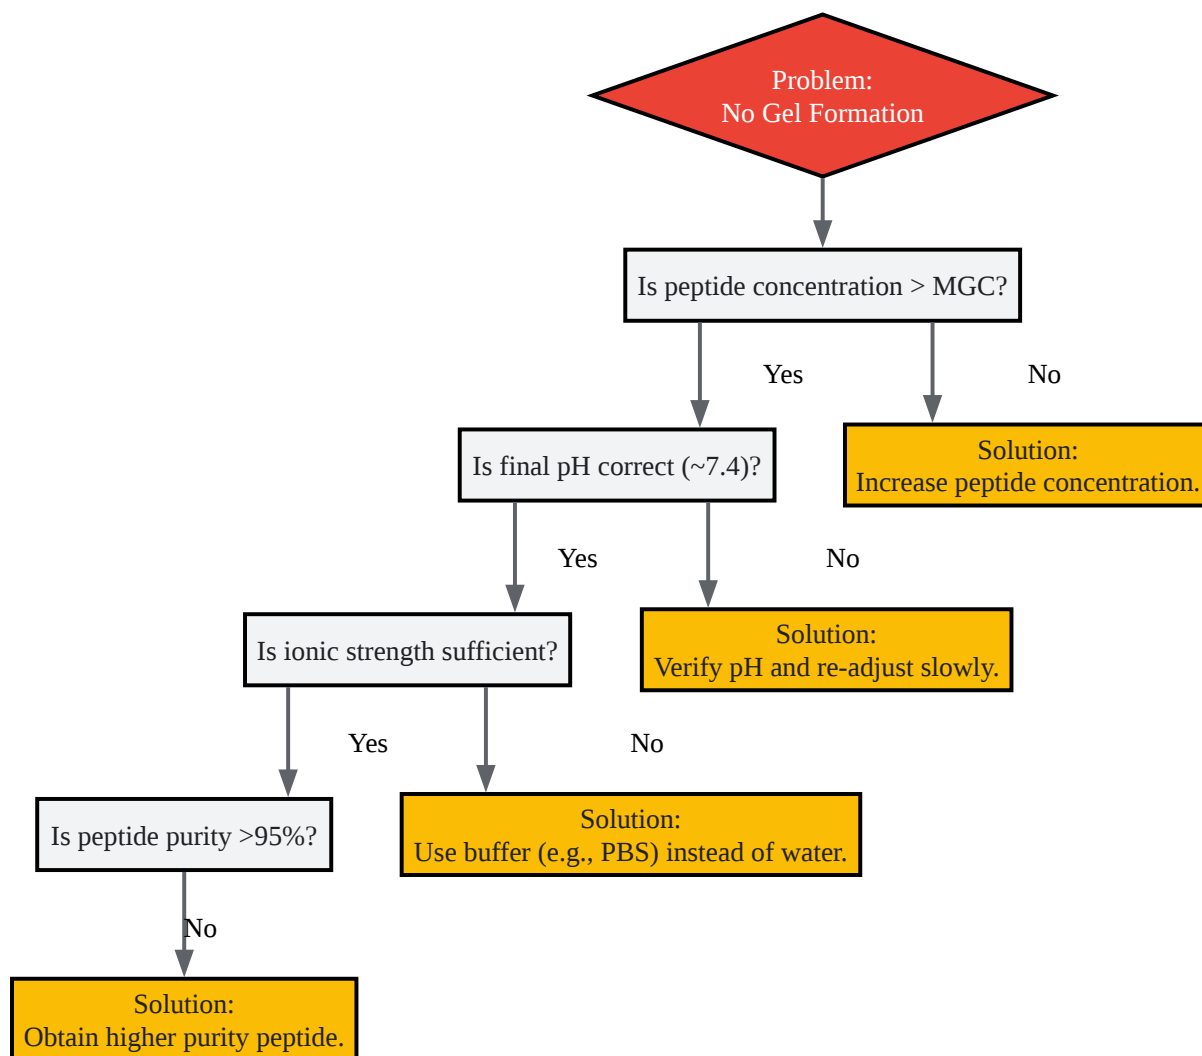 Problem:
No Gel Formation
Is peptide concentration > MGC?
Yes
No
Is final pH correct (~7.4)?
Solution:
Increase peptide concentration.
Yes
No
Is ionic strength sufficient?
Solution:
Verify pH and re-adjust slowly.
Yes
No
Is peptide purity >95%?
Solution:
Use buffer (e.g., PBS) instead of water.
No
Solution:
Obtain higher purity peptide.